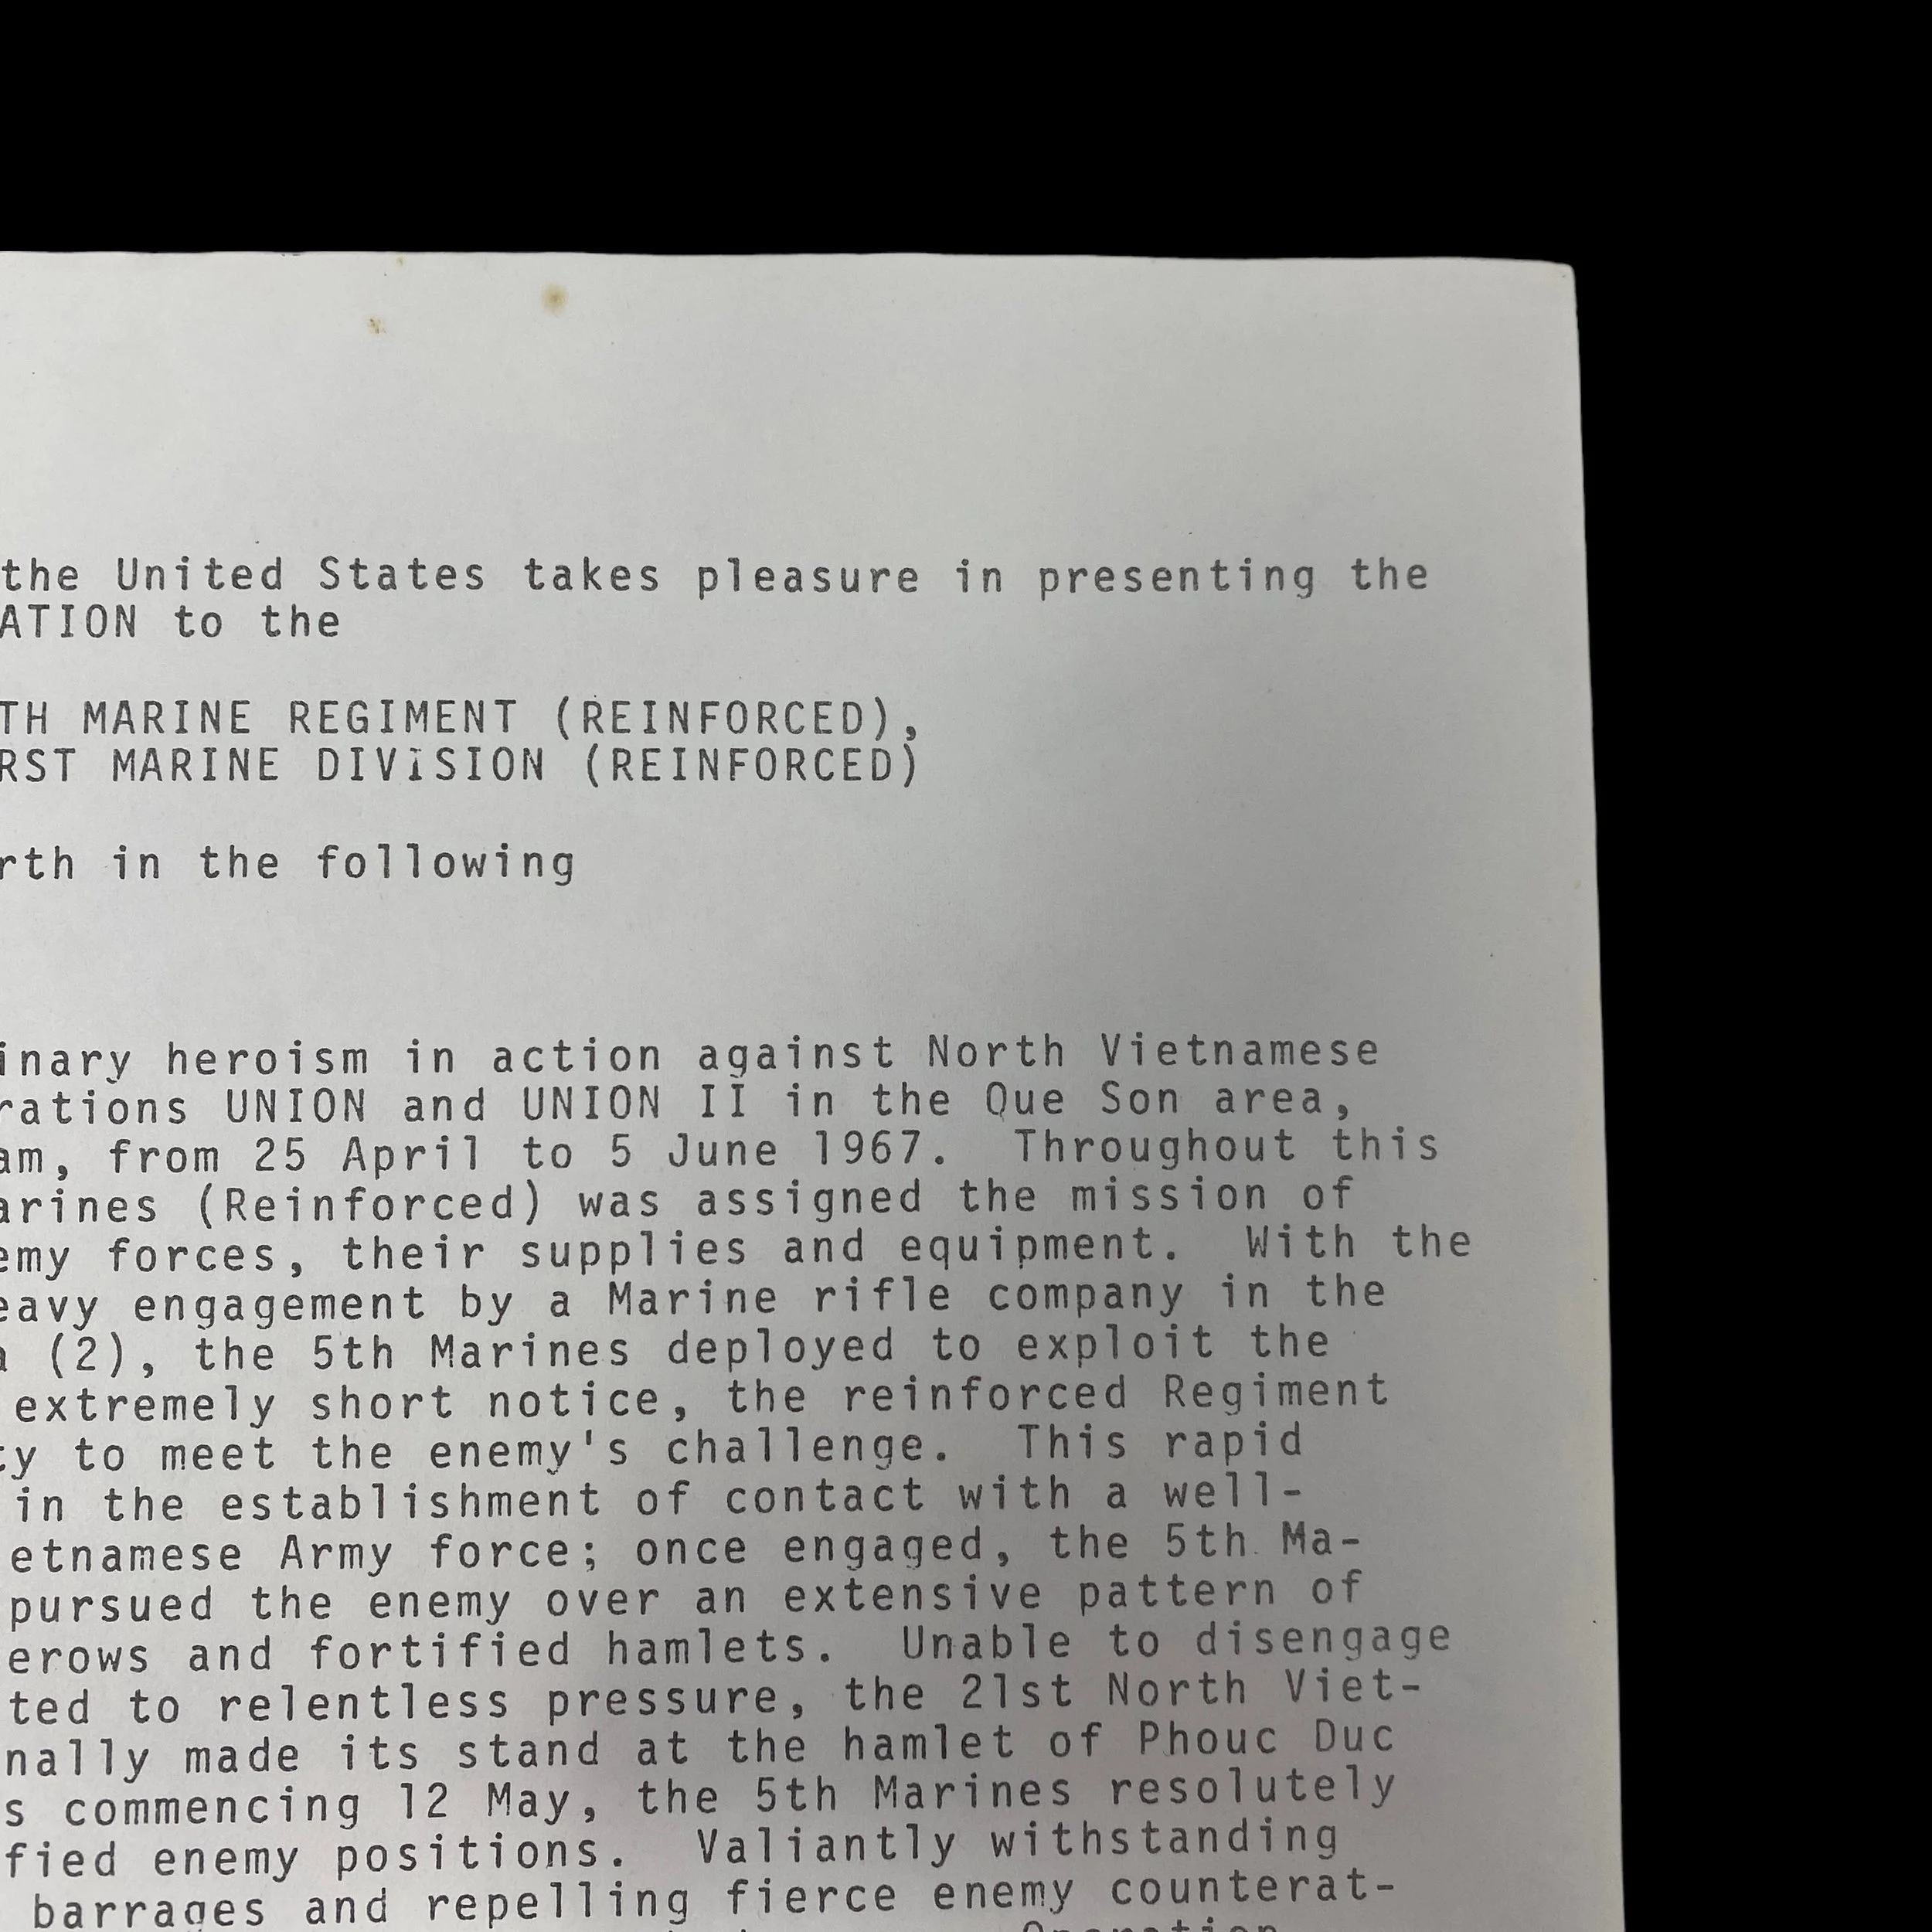 the United States takes pleasure in presenting the
ATION to the
TH MARINE REGIMENT (REINFORCED),
RST MARINE DIVISION (REINFORCED)
rth in the following
inary heroism in action against North Vietnamese
rations UNION and UNION II in the Que Son area,
am, from 25 April to 5 June 1967. Throughout this
arines (Reinforced) was assigned the mission of
emy forces, their supplies and equipment. With the
eavy engagement by a Marine rifle company in the
(2), the 5th Marines deployed to exploit the
extremely short notice, the reinforced Regiment
ty to meet the enemy's challenge. This rapid
in the establishment of contact with a well-
etnamese Army force; once engaged, the 5th Ma-
pursued the enemy over an extensive pattern of
erows and fortified hamlets. Unable to disengage
ted to relentless pressure, the 21st North Viet-
nally made its stand at the hamlet of Phouc Duc
s commencing 12 May, the 5th Marines resolutely
fied enemy positions. Valiantly withstanding
barrages and repelling fierce enemy counterat-
Operation